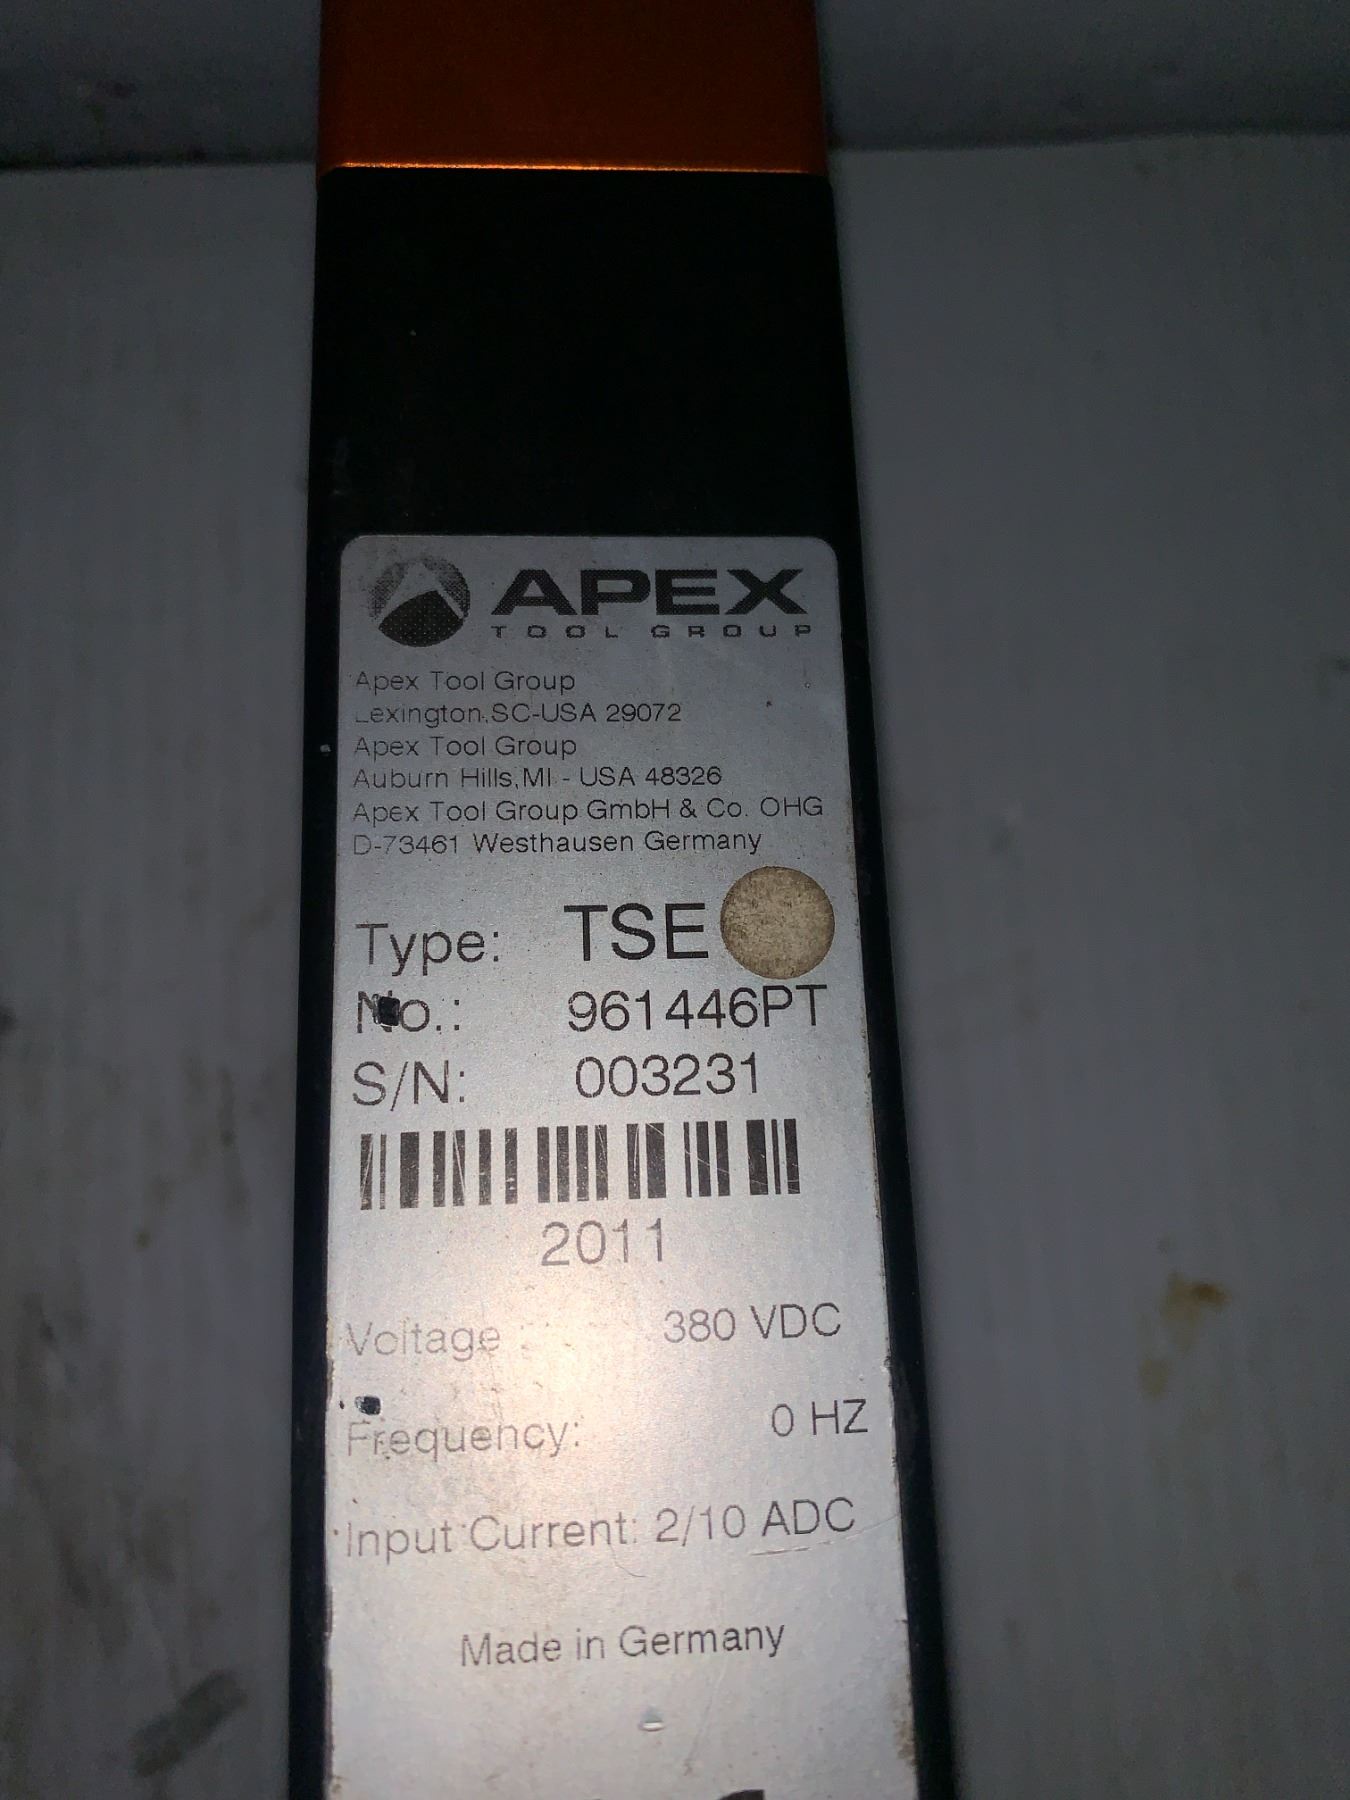 APEX
TOOL GROUP
Apex Tool Group
Lexington,SC-USA 29072
Apex Tool Group
Auburn Hills,MI - USA 48326
Apex Tool Group GmbH & Co. OHG
D-73461 Westhausen Germany
Type: TSE
No.: 961446PT
S/N: 003231
2011
Voltage : 380 VDC
Frequency: 0 HZ
Input Current: 2/10 ADC
Made in Germany